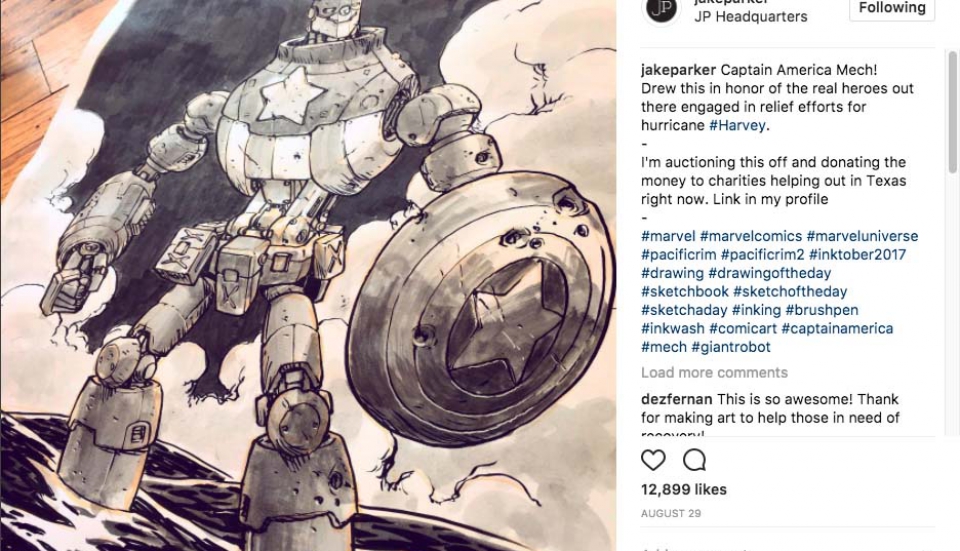 jakeparker
JP
JP Headquarters
Following
jakeparker Captain America Mech!
Drew this in honor of the real heroes out
there engaged in relief efforts for
hurricane #Harvey.
-
I'm auctioning this off and donating the
money to charities helping out in Texas
right now. Link in my profile
-
#marvel #marvelcomics #marveluniverse
#pacificrim #pacificrim2 #inktober2017
#drawing #drawingoftheday
#sketchbook #sketchoftheday
#sketchaday #inking #brushpen
#inkwash #comicart #captainamerica
#mech #giantrobot
Load more comments
dezfernan This is so awesome! Thank
for making art to help those in need of
recovery!
12,899 likes
AUGUST 29